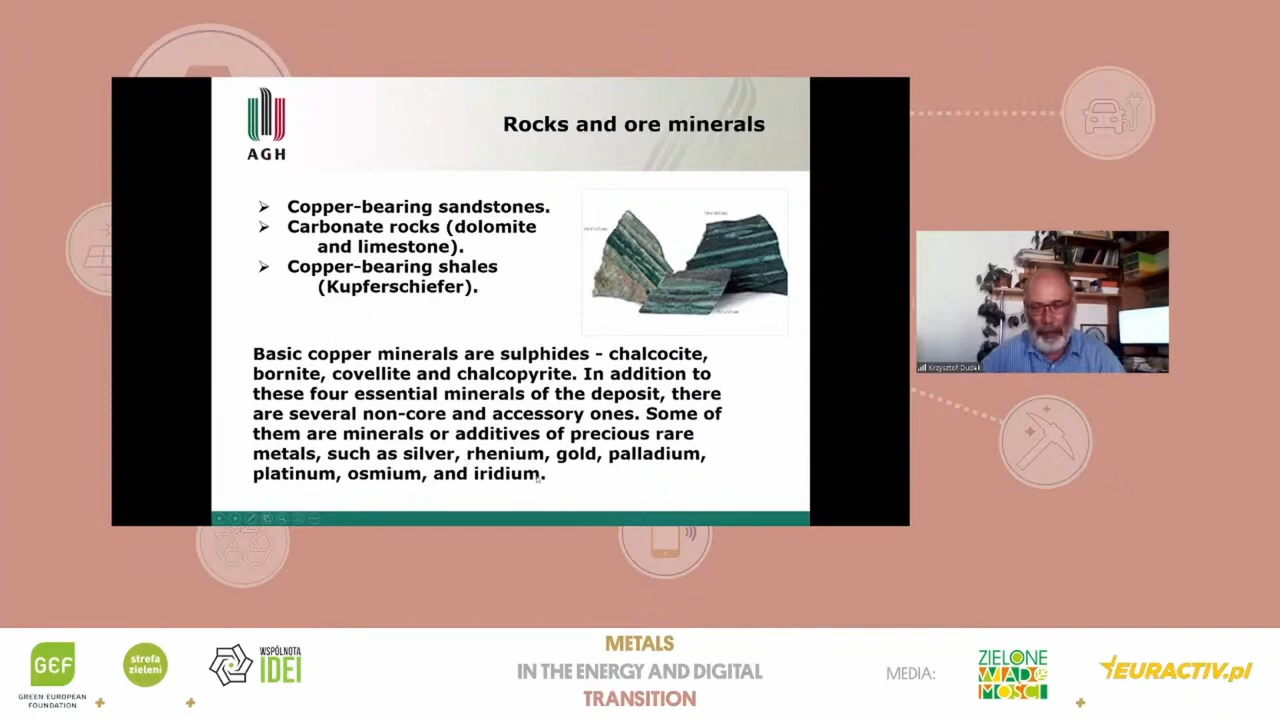 Rocks and ore minerals
AGH
➢ Copper-bearing sandstones.
➢ Carbonate rocks (dolomite
and limestone).
➢ Copper-bearing shales
(Kupferschiefer).
Basic copper minerals are sulphides - chalcocite,
bornite, covellite and chalcopyrite. In addition to
these four essential minerals of the deposit, there
are several non-core and accessory ones. Some of
them are minerals or additives of precious rare
metals, such as silver, rhenium, gold, palladium,
platinum, osmium, and iridium.
Krzysztof Dudek
GEF
GREEN EUROPEAN
FOUNDATION
strefa
zieleni
WSPÓLNOTA
IDEI
METALS
IN THE ENERGY AND DIGITAL
TRANSITION
MEDIA:
ZIELONE
WIADO
MOŚCI
EURACTIV.pl